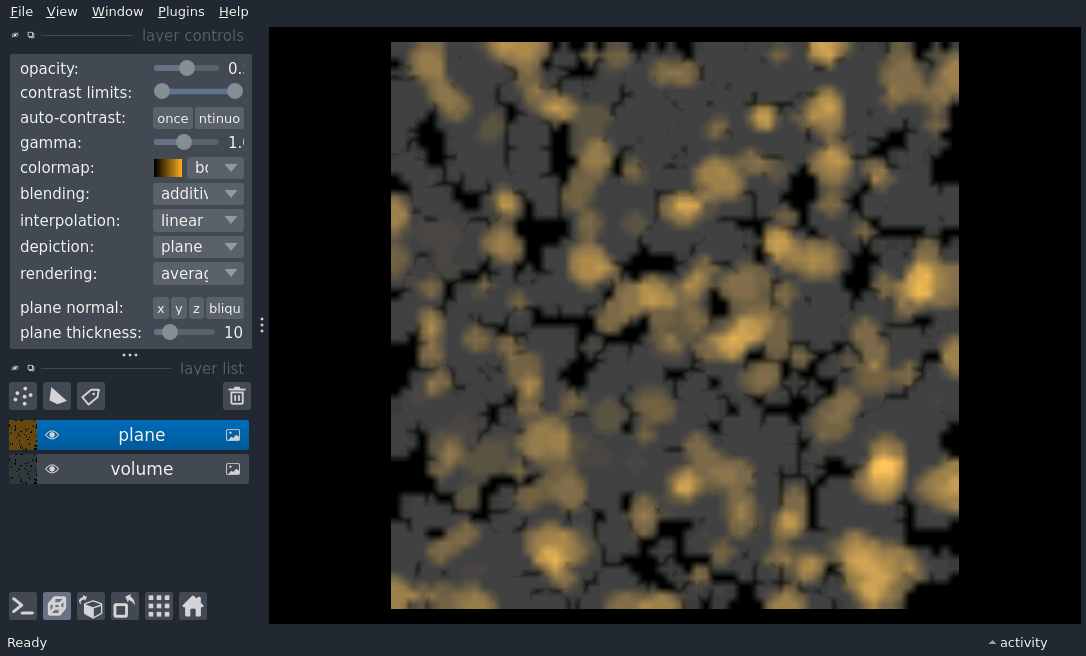 File View Window Plugins Help
layer controls
opacity: 0.
contrast limits:
auto-contrast: once ntinuo
gamma: 1.
colormap: bo
blending: additiv
interpolation: linear
depiction: plane
rendering: averag
plane normal: x y z bliqu
plane thickness: 10
layer list
plane
volume
Ready activity